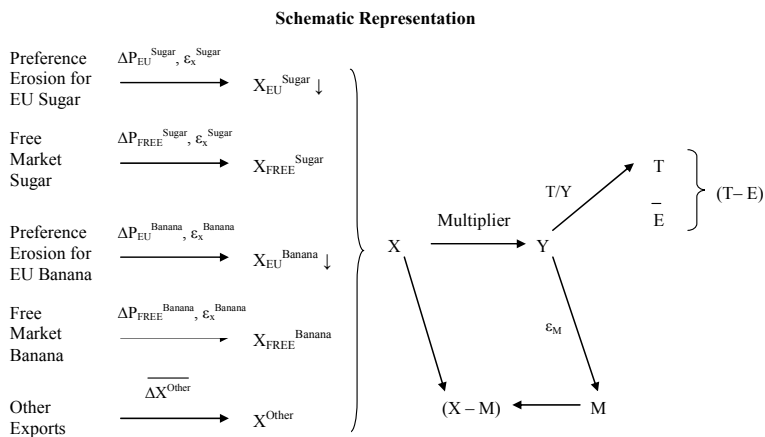 Schematic Representation
Preference
Erosion for
EU Sugar
ΔP_EU^Sugar, ε_x^Sugar
X_EU^Sugar ↓
Free
Market
Sugar
ΔP_FREE^Sugar, ε_x^Sugar
X_FREE^Sugar
Preference
Erosion for
EU Banana
ΔP_EU^Banana, ε_x^Banana
X_EU^Banana ↓
Free
Market
Banana
ΔP_FREE^Banana, ε_x^Banana
X_FREE^Banana
Other
Exports
ΔX^Other
X^Other
X
Multiplier
Y
T/Y
T
E̅
(T– E)
ε_M
(X – M)
M